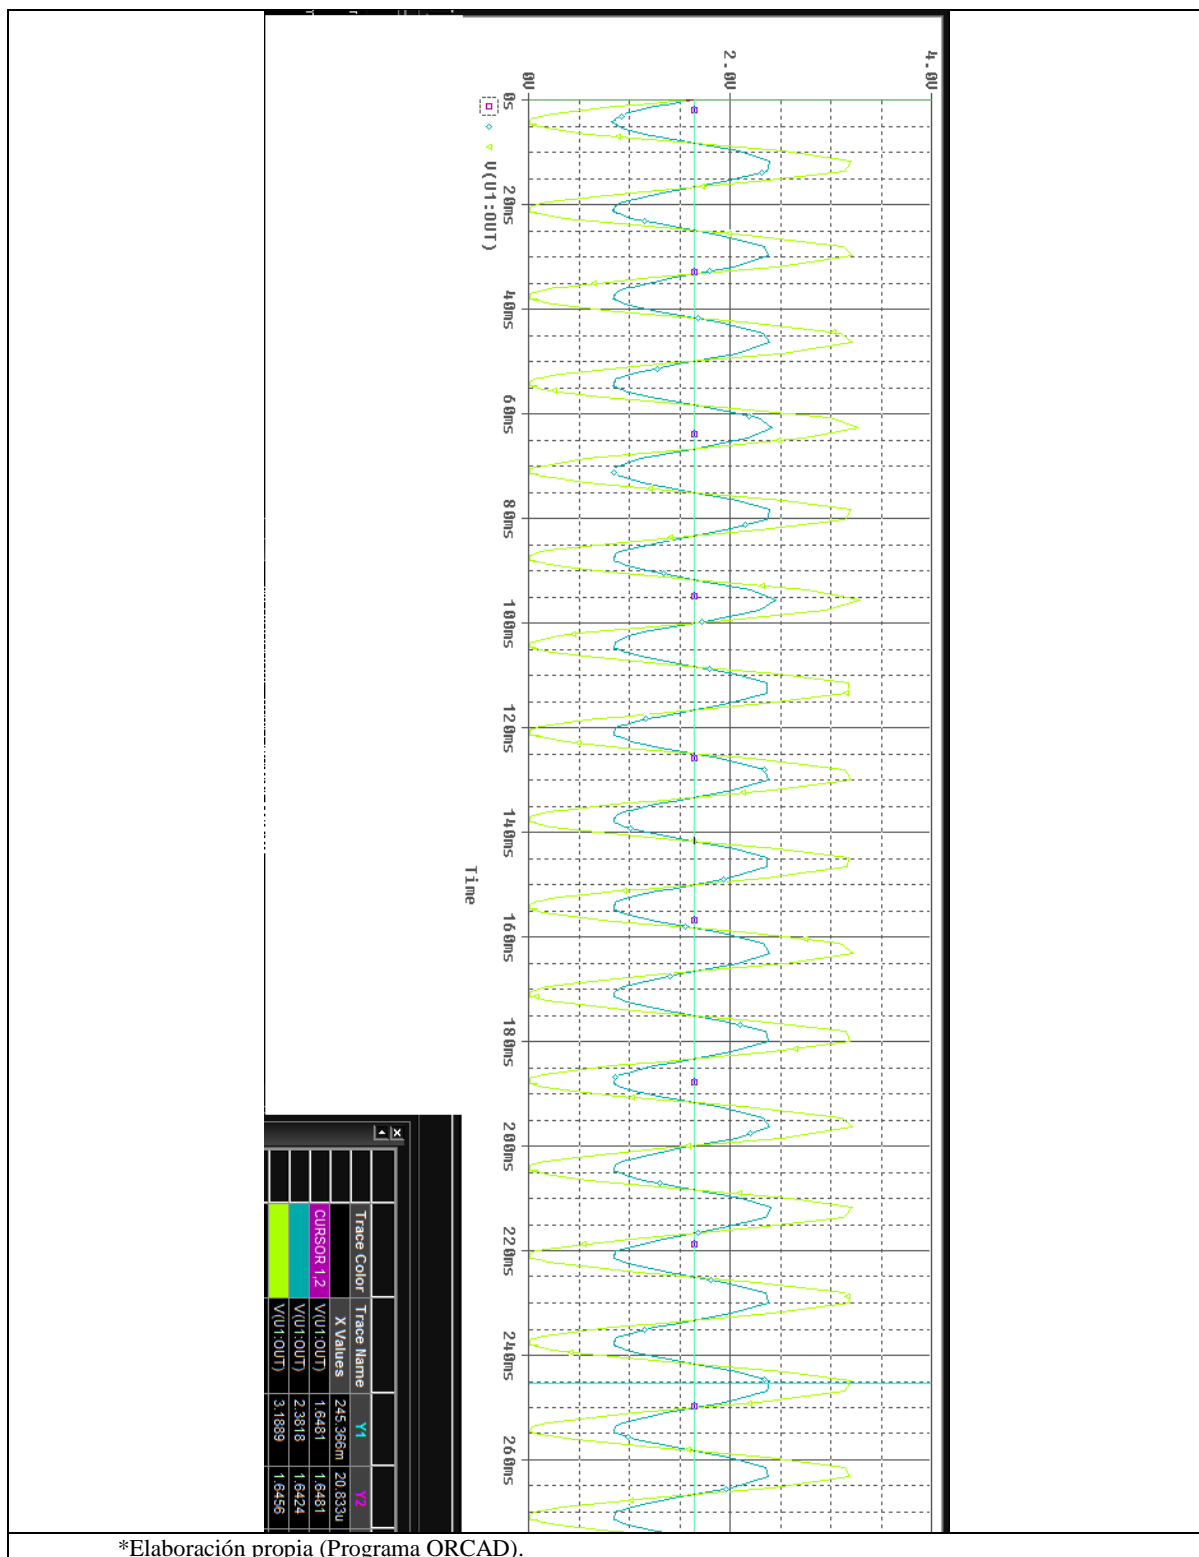 4.0V
2.0V
0V
0s
20ms
40ms
60ms
80ms
100ms
120ms
140ms
160ms
180ms
200ms
220ms
240ms
260ms
V(U1:OUT)
Time
Trace Color Trace Name Y1 Y2
X Values 245.366m 20.833u
CURSOR 1,2 V(U1:OUT) 1.6481 1.6481
V(U1:OUT) 2.3818 1.6424
V(U1:OUT) 3.1889 1.6456
*Elaboración propia (Programa ORCAD).